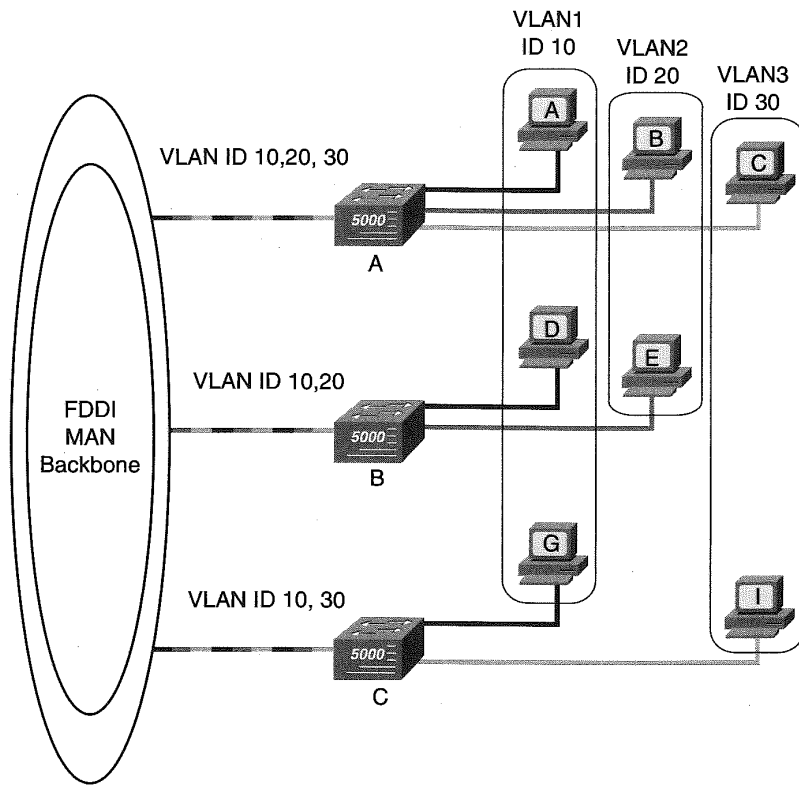 VLAN1
ID 10
VLAN2
ID 20
VLAN3
ID 30
A
B
C
VLAN ID 10,20, 30
5000
A
D
E
VLAN ID 10,20
5000
B
FDDI
MAN
Backbone
G
I
VLAN ID 10, 30
5000
C